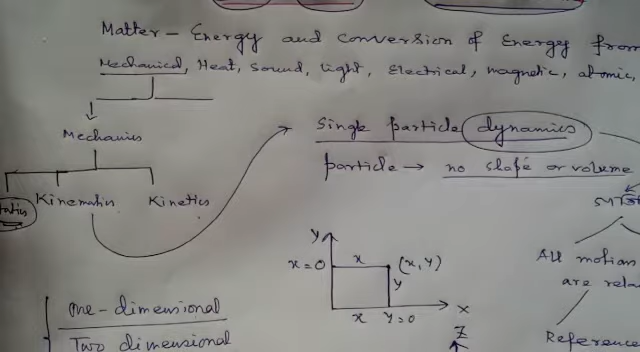 Matter - Energy and conversion of Energy from
Mechanical, Heat, Sound, Light, Electrical, magnetic, atomic,
Mechanics
Kinematics Kinetics
Single particle dynamics
particle → no slope or volume
y
x=0 x (x, y)
y
x y=0 x
z
All motion
are rela
Reference
one-dimensional
Two dimensional